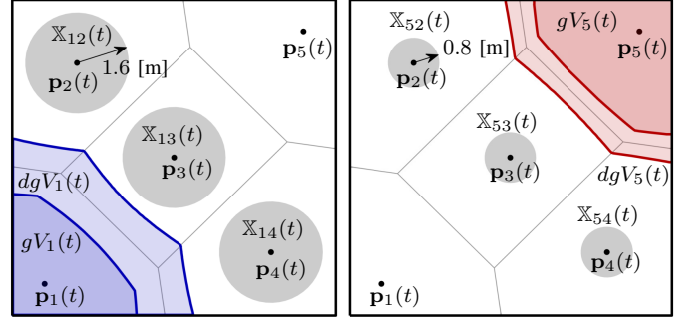 𝕏₁₂(t)
p₂(t)
1.6 [m]
p₅(t)
𝕏₁₃(t)
p₃(t)
dgV₁(t)
gV₁(t)
𝕏₁₄(t)
p₄(t)
p₁(t)
𝕏₅₂(t)
p₂(t)
0.8 [m]
gV₅(t)
p₅(t)
𝕏₅₃(t)
p₃(t)
dgV₅(t)
𝕏₅₄(t)
p₄(t)
p₁(t)